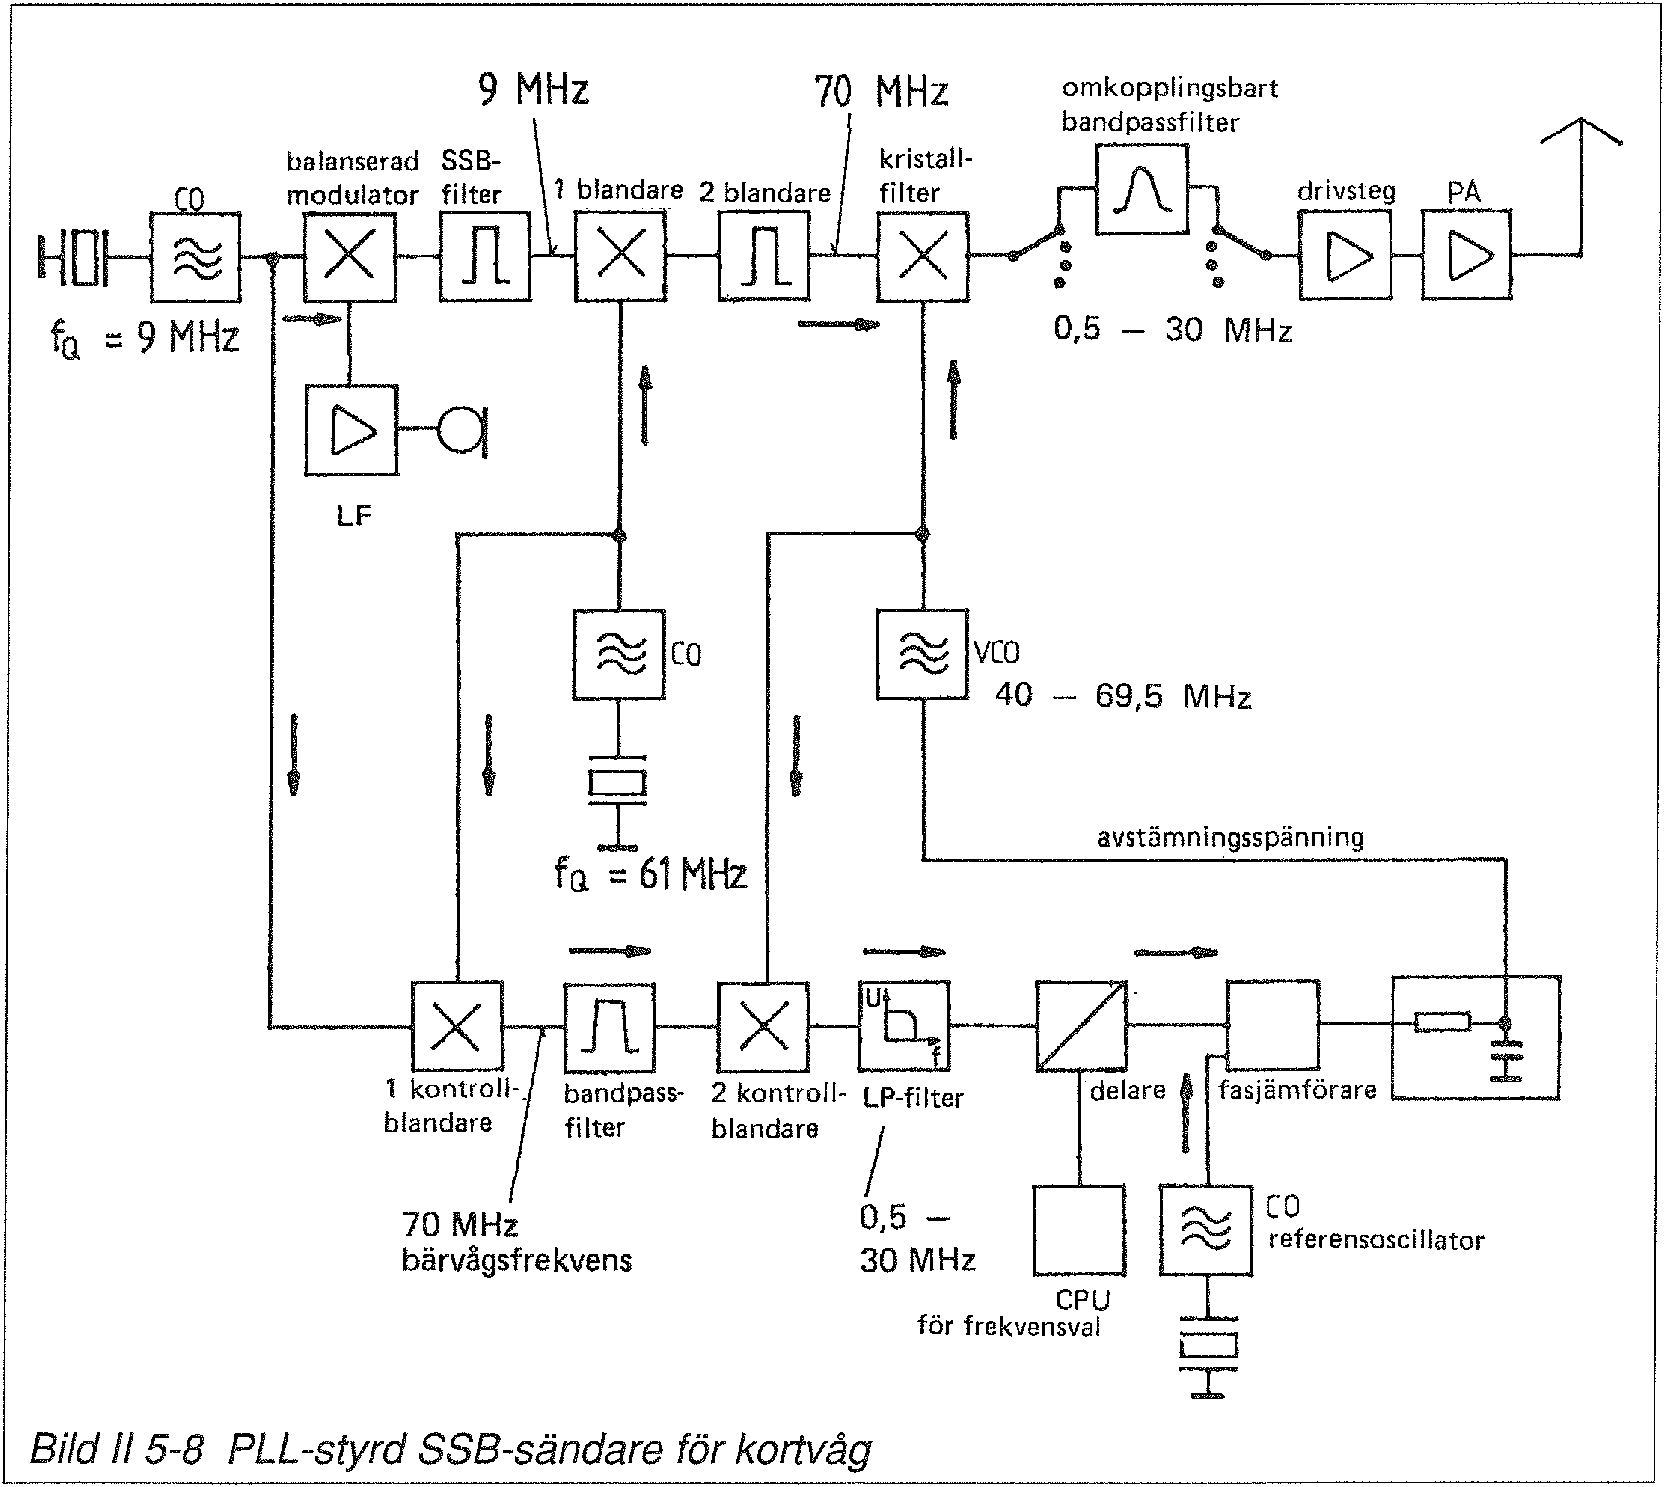 9 MHz
70 MHz
omkopplingsbart
bandpassfilter
CO
balanserad
modulator
SSB-
filter
1 blandare
2 blandare
kristall-
filter
drivsteg
PA
fQ = 9 MHz
0,5 – 30 MHz
LF
CO
VCO
40 – 69,5 MHz
fQ = 61 MHz
avstämningsspänning
U
f
1 kontroll-
blandare
bandpass-
filter
2 kontroll-
blandare
LP-filter
delare
fasjämförare
70 MHz
bärvågsfrekvens
0,5 –
30 MHz
CO
referensoscillator
CPU
för frekvensval
Bild II 5-8 PLL-styrd SSB-sändare för kortvåg